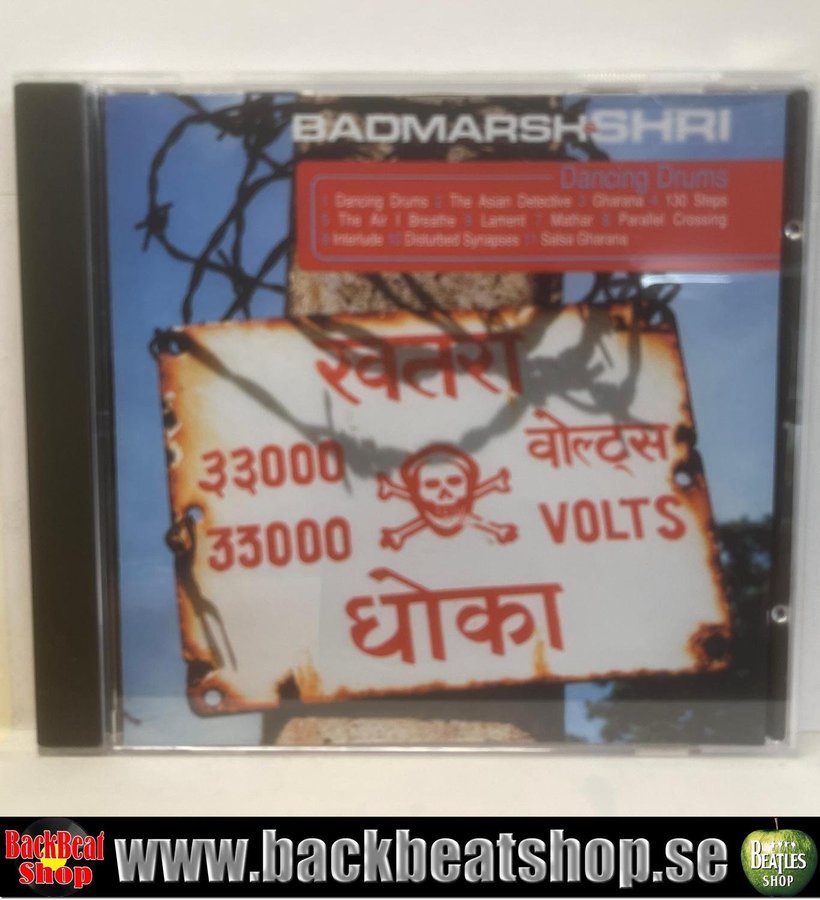 BADMARSH+SHRI
Dancing Drums
1 Dancing Drums 2 The Asian Detective 3 Gharana 4 130 Steps
5 The Air I Breathe 6 Lament 7 Mathar 8 Parallel Crossing
9 Interlude 10 Disturbed Synapses 11 Salsa Gharana
खतरा
३३000 वोल्ट्स
33000 VOLTS
धोका
BackBeat Shop
www.backbeatshop.se
BEATLES SHOP